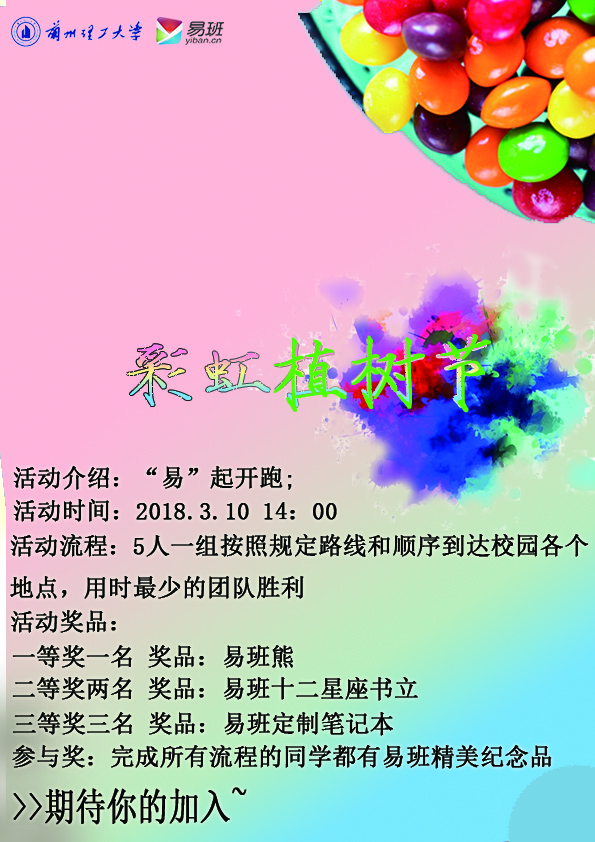 蘭州理工大学 易班
yiban.cn
彩虹植树节
活动介绍：“易”起开跑;
活动时间：2018.3.10 14：00
活动流程：5人一组按照规定路线和顺序到达校园各个
地点，用时最少的团队胜利
活动奖品：
一等奖一名 奖品：易班熊
二等奖两名 奖品：易班十二星座书立
三等奖三名 奖品：易班定制笔记本
参与奖：完成所有流程的同学都有易班精美纪念品
>>期待你的加入~